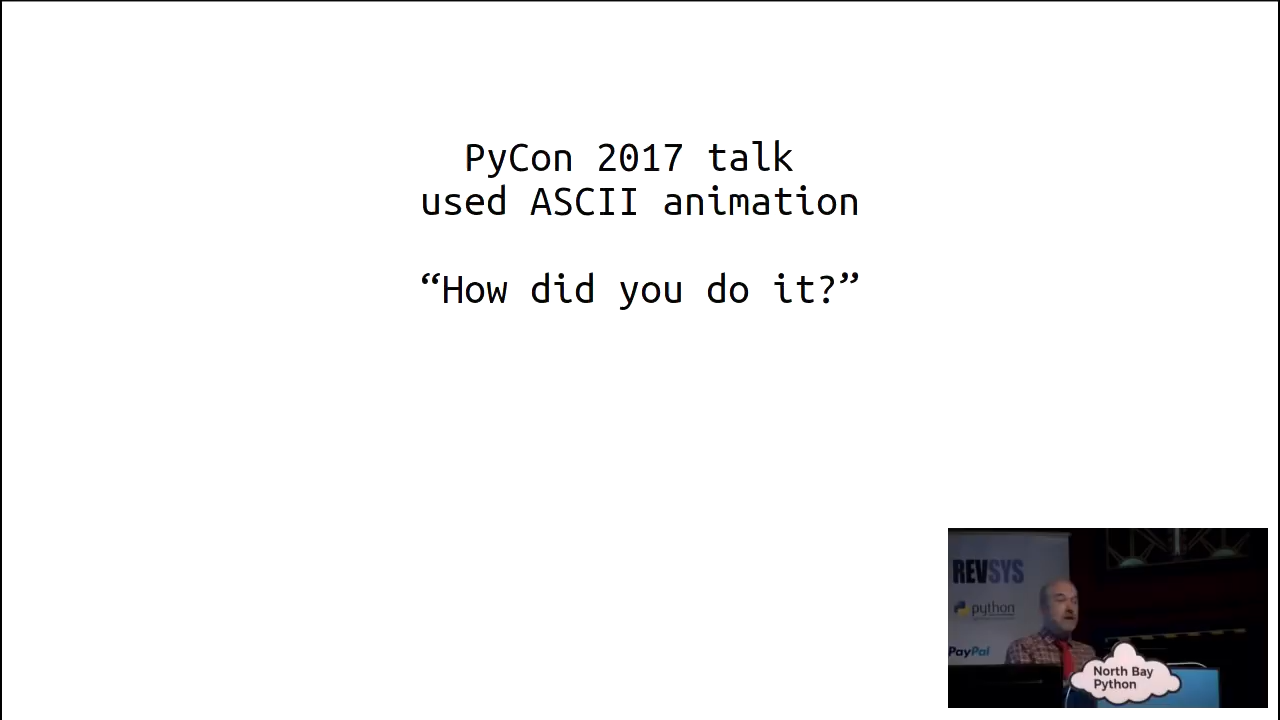 PyCon 2017 talk
used ASCII animation
“How did you do it?”
REVSYS
python
PayPal
North Bay
Python